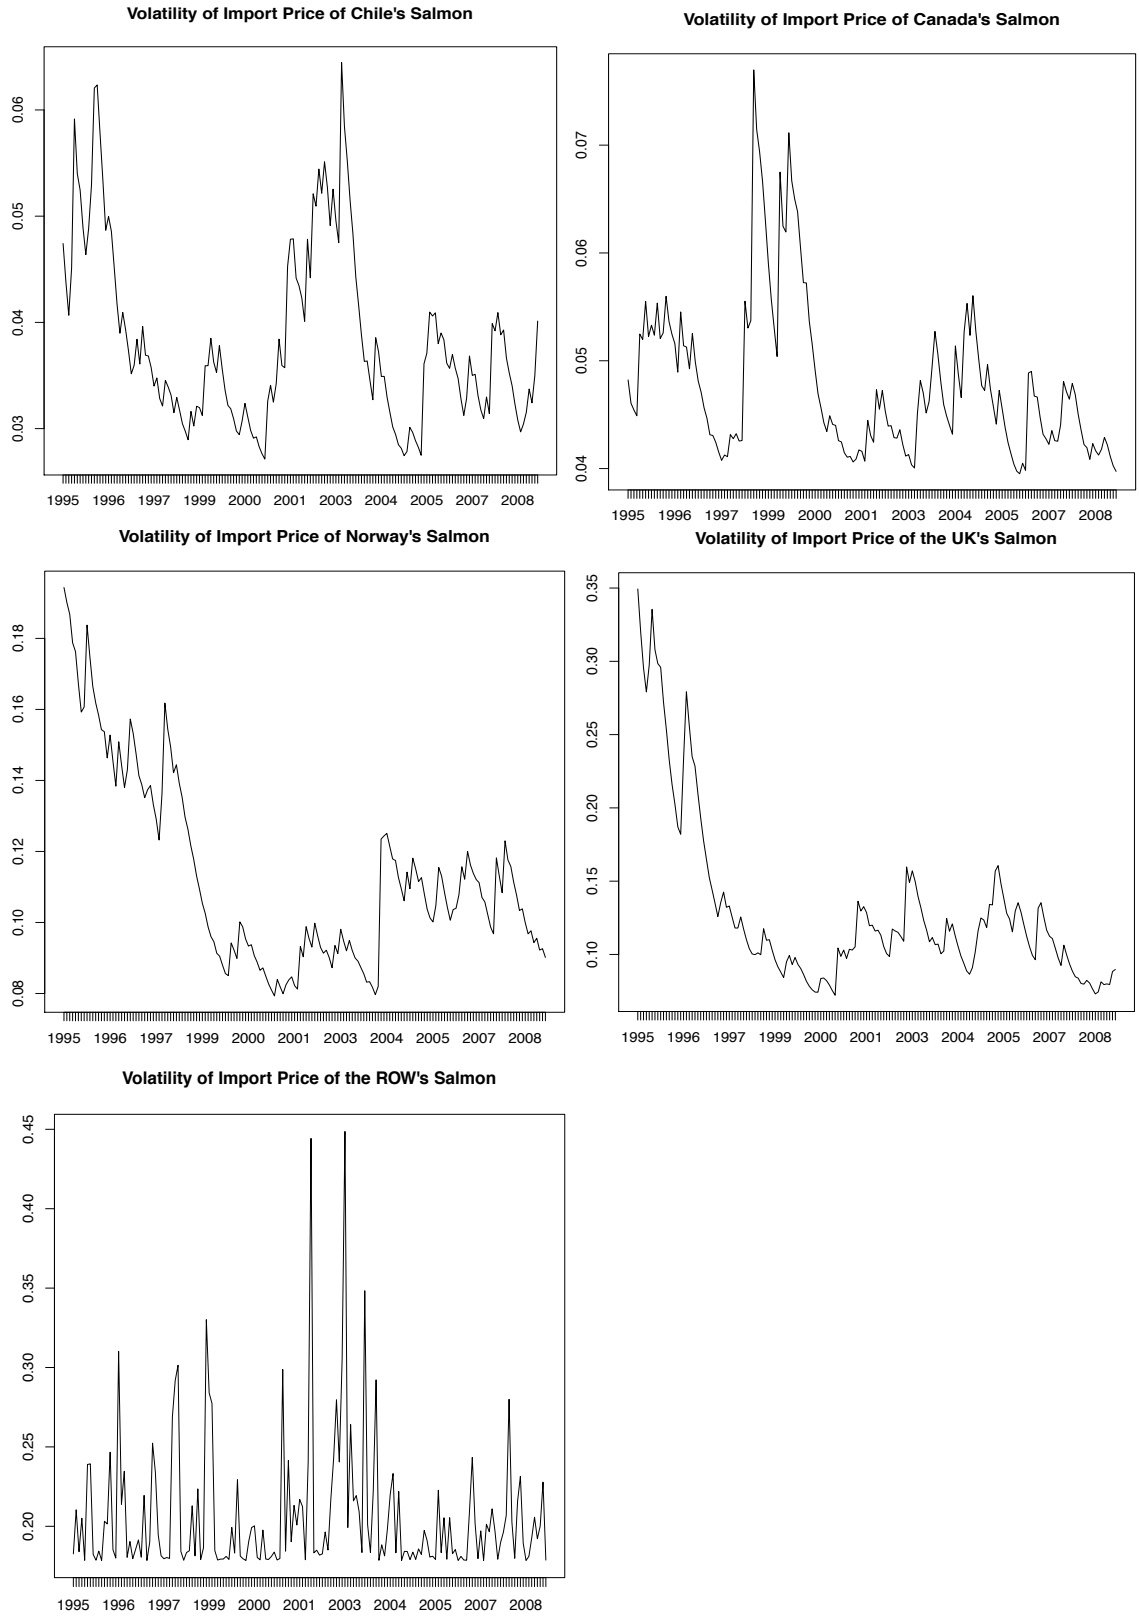 Volatility of Import Price of Chile's Salmon
0.06
0.05
0.04
0.03
1995 1996 1997 1999 2000 2001 2003 2004 2005 2007 2008
Volatility of Import Price of Canada's Salmon
0.07
0.06
0.05
0.04
1995 1996 1997 1999 2000 2001 2003 2004 2005 2007 2008
Volatility of Import Price of Norway's Salmon
0.18
0.16
0.14
0.12
0.10
0.08
1995 1996 1997 1999 2000 2001 2003 2004 2005 2007 2008
Volatility of Import Price of the UK's Salmon
0.35
0.30
0.25
0.20
0.15
0.10
1995 1996 1997 1999 2000 2001 2003 2004 2005 2007 2008
Volatility of Import Price of the ROW's Salmon
0.45
0.40
0.35
0.30
0.25
0.20
1995 1996 1997 1999 2000 2001 2003 2004 2005 2007 2008